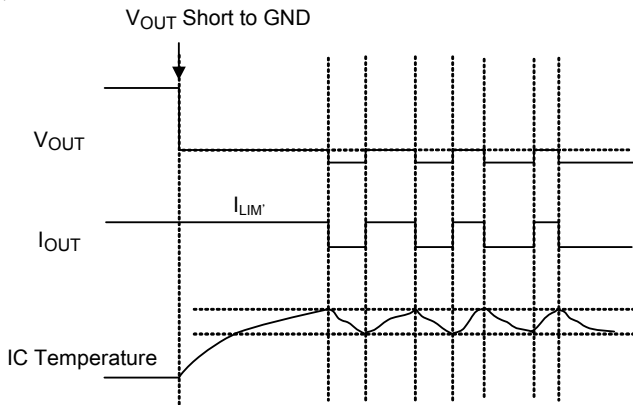 VOUT Short to GND
VOUT
ILIM'
IOUT
IC Temperature